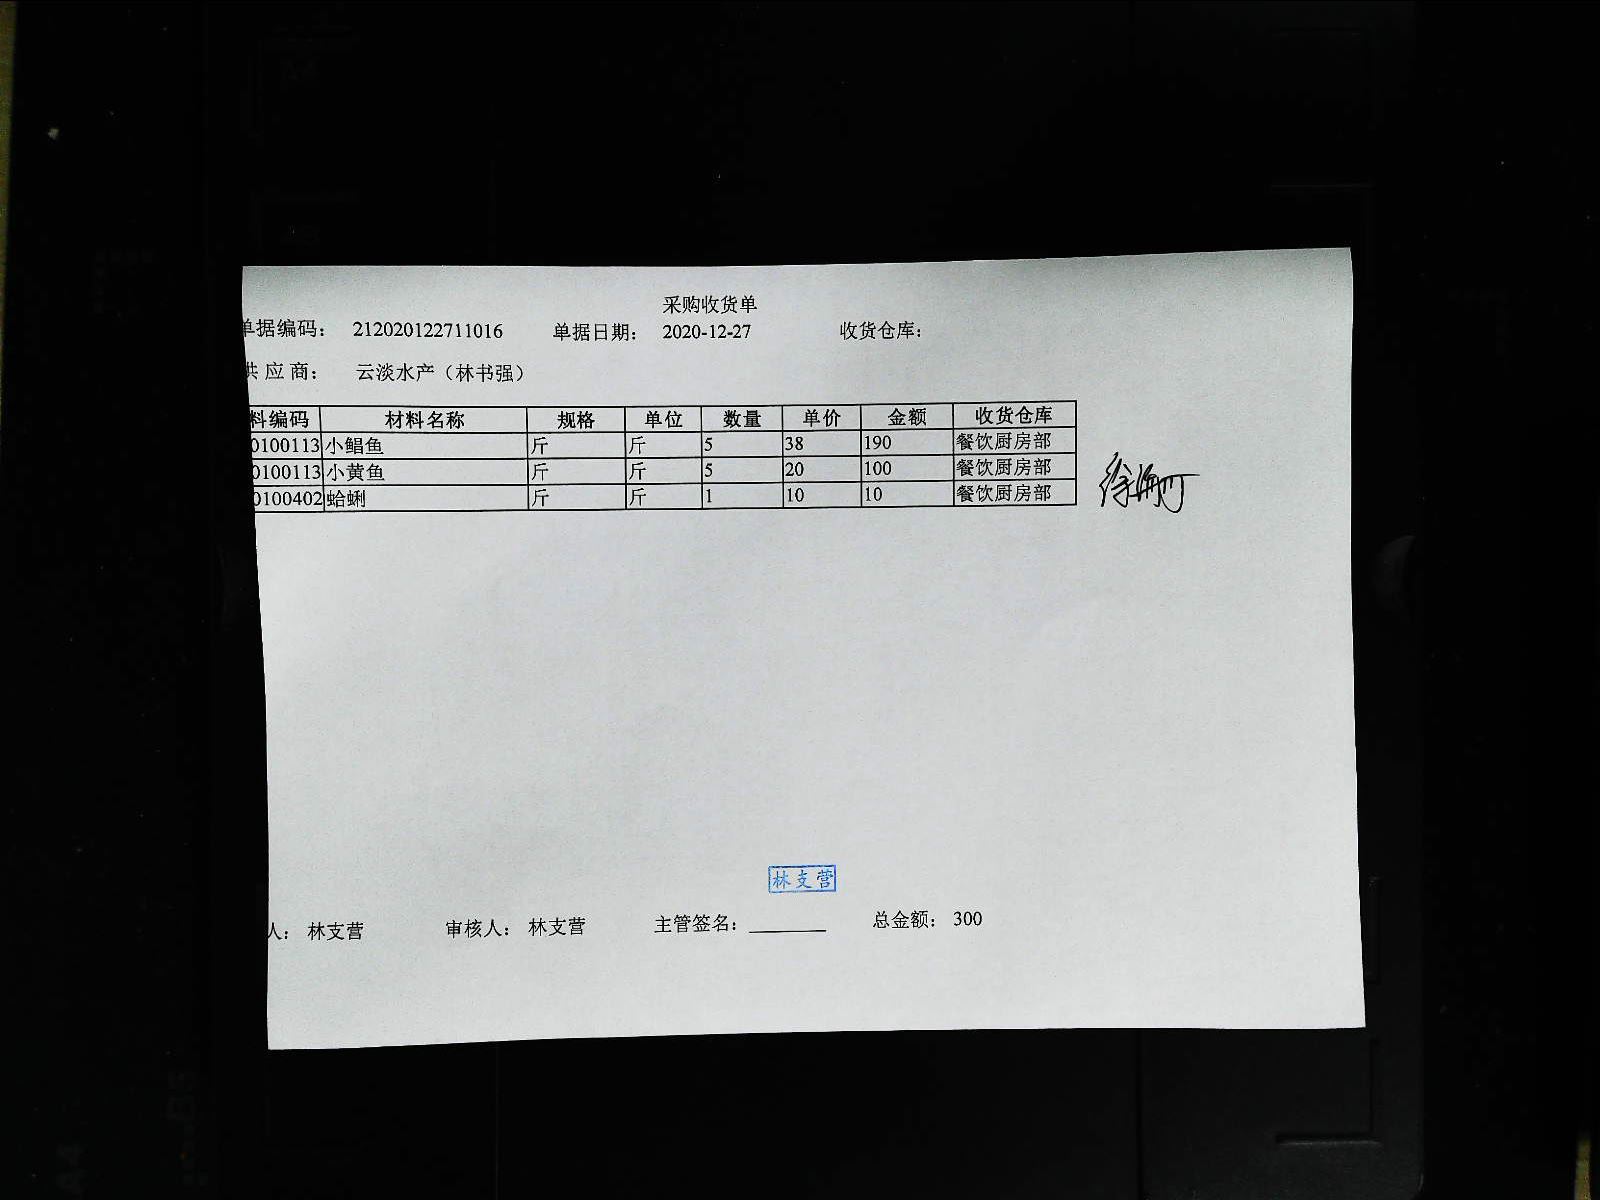 采购收货单
单据编码： 212020122711016 单据日期： 2020-12-27 收货仓库：
供应商： 云淡水产（林书强）
料编码 材料名称 规格 单位 数量 单价 金额 收货仓库
0100113 小鲳鱼 斤 斤 5 38 190 餐饮厨房部
0100113 小黄鱼 斤 斤 5 20 100 餐饮厨房部
0100402 蛤蜊 斤 斤 1 10 10 餐饮厨房部
林支营
人： 林支营 审核人： 林支营 主管签名： 总金额： 300